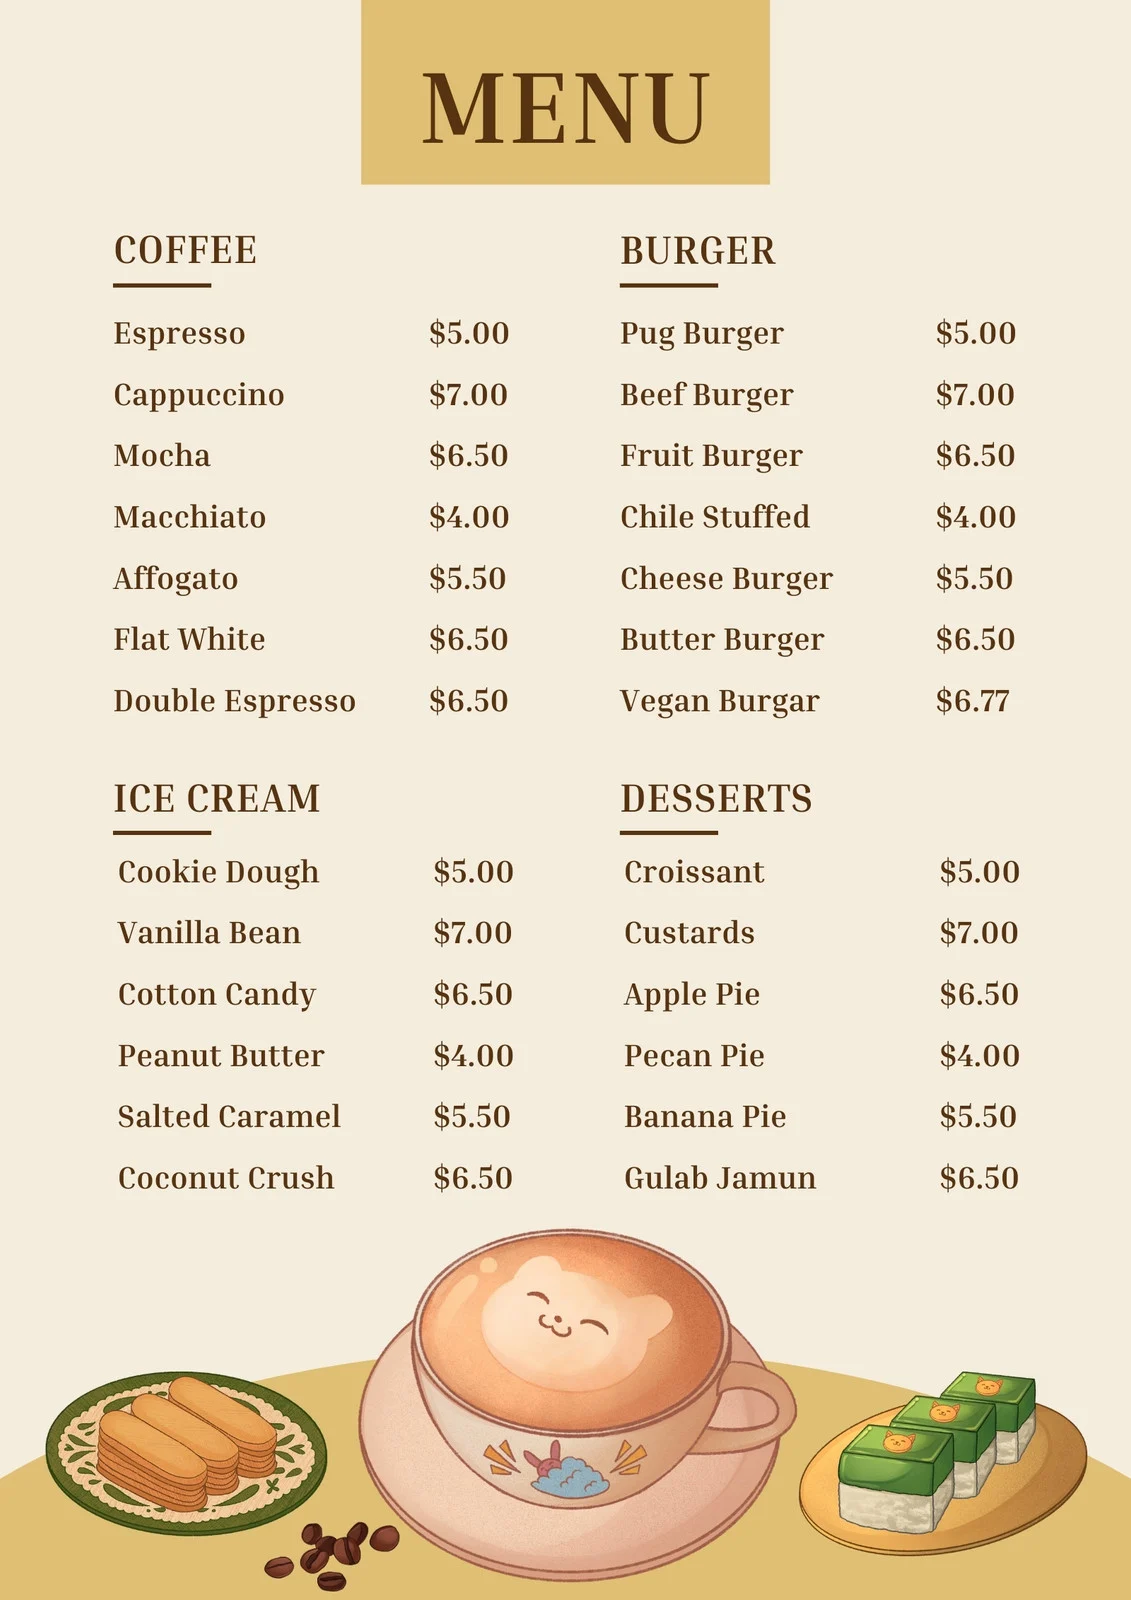 MENU
COFFEE
Espresso $5.00
Cappuccino $7.00
Mocha $6.50
Macchiato $4.00
Affogato $5.50
Flat White $6.50
Double Espresso $6.50
BURGER
Pug Burger $5.00
Beef Burger $7.00
Fruit Burger $6.50
Chile Stuffed $4.00
Cheese Burger $5.50
Butter Burger $6.50
Vegan Burgar $6.77
ICE CREAM
Cookie Dough $5.00
Vanilla Bean $7.00
Cotton Candy $6.50
Peanut Butter $4.00
Salted Caramel $5.50
Coconut Crush $6.50
DESSERTS
Croissant $5.00
Custards $7.00
Apple Pie $6.50
Pecan Pie $4.00
Banana Pie $5.50
Gulab Jamun $6.50